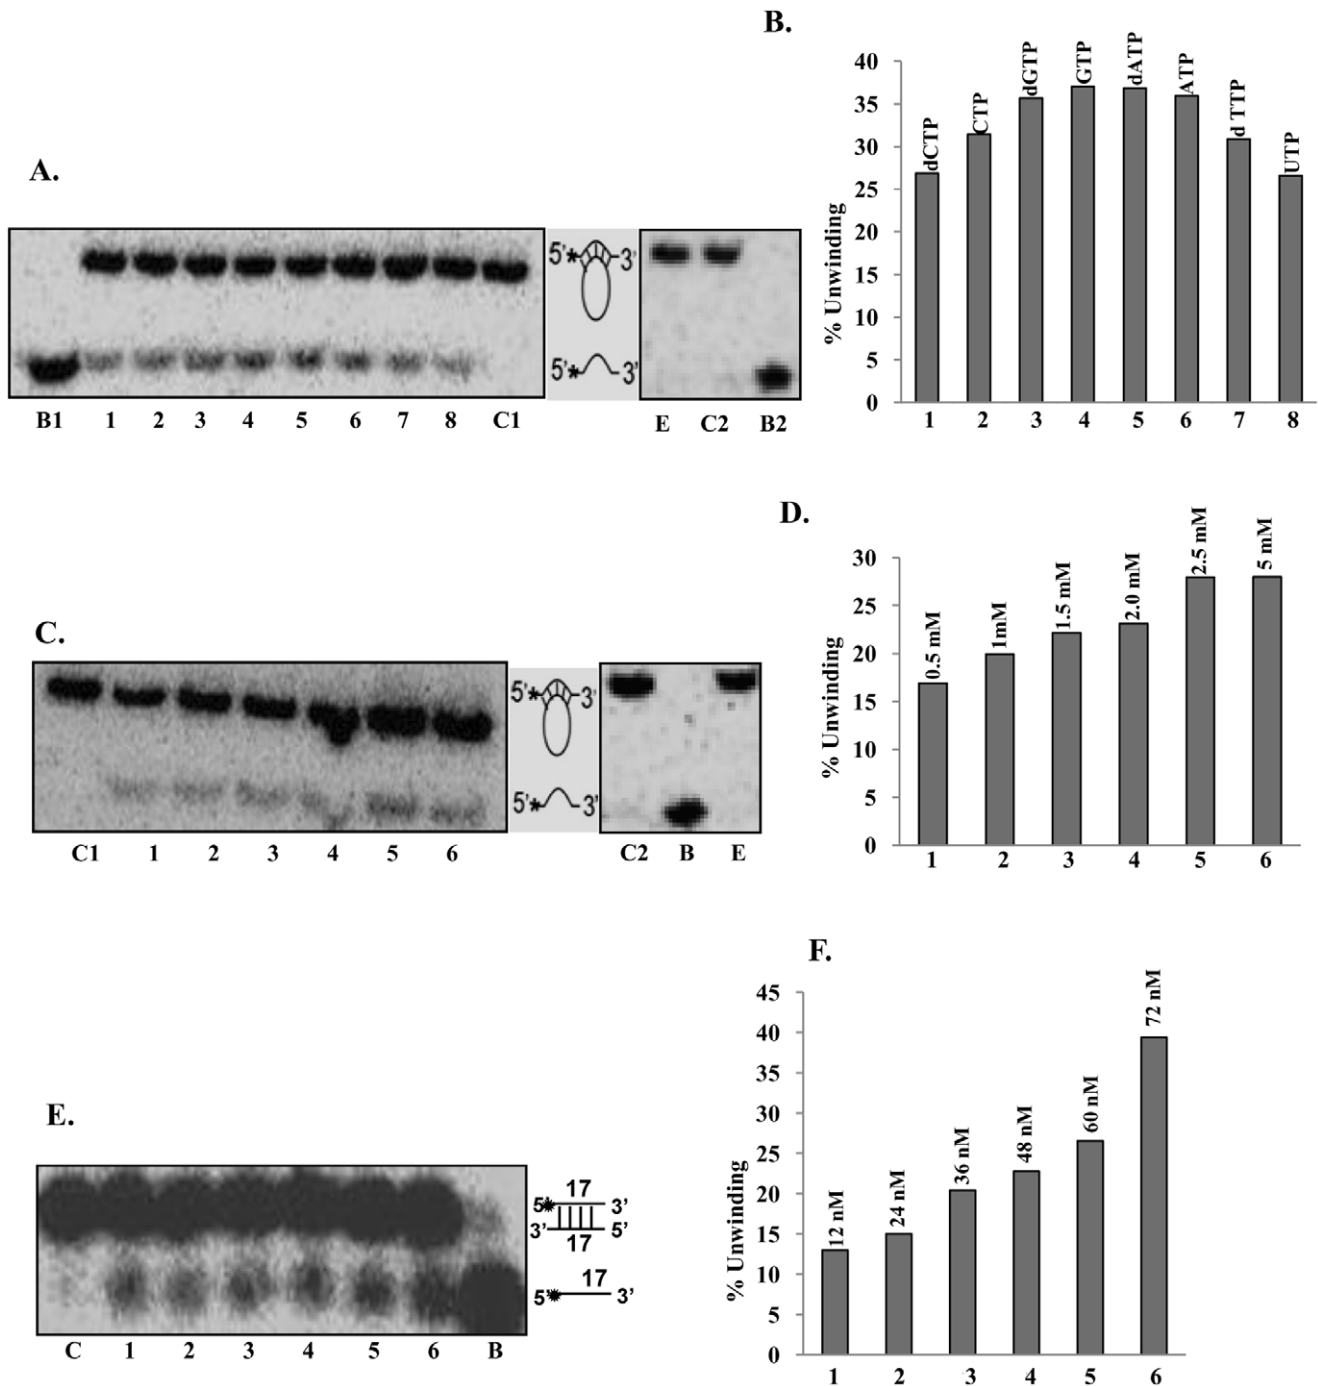 A.
5'* 3'
5'* 3'
B1 1 2 3 4 5 6 7 8 C1
E C2 B2
B.
% Unwinding
40
35
30
25
20
15
10
5
0
dCTP
CTP
dGTP
GTP
dATP
ATP
d TTP
UTP
1 2 3 4 5 6 7 8
C.
5'* 3'
5'* 3'
C1 1 2 3 4 5 6
C2 B E
D.
% Unwinding
30
25
20
15
10
5
0
0.5 mM
1mM
1.5 mM
2.0 mM
2.5 mM
5 mM
1 2 3 4 5 6
E.
17
5'* 3'
3' 5'
17
17
5'* 3'
C 1 2 3 4 5 6 B
F.
% Unwinding
45
40
35
30
25
20
15
10
5
0
12 nM
24 nM
36 nM
48 nM
60 nM
72 nM
1 2 3 4 5 6